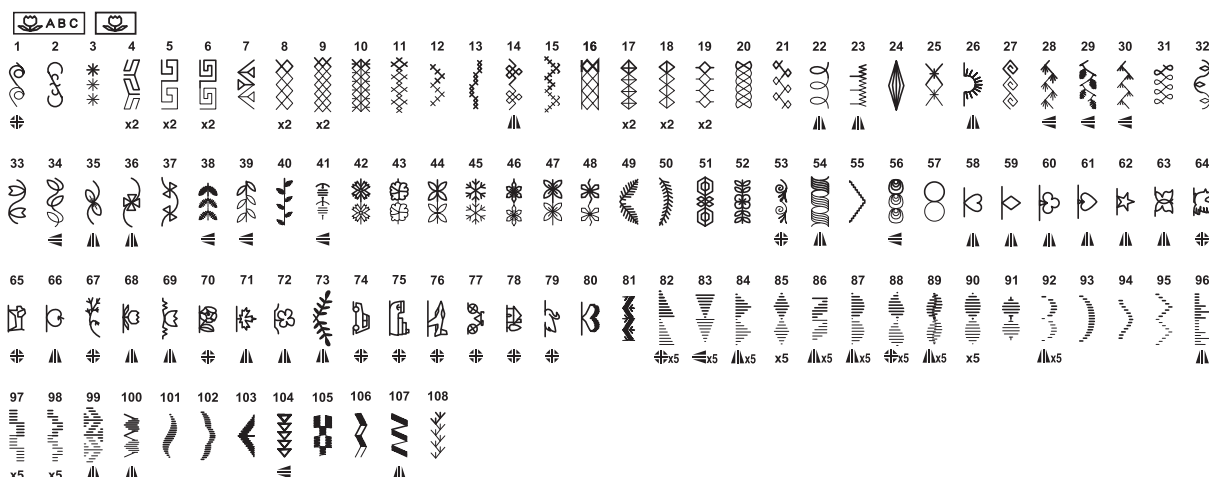 ABC
1 2 3 4 5 6 7 8 9 10 11 12 13 14 15 16 17 18 19 20 21 22 23 24 25 26 27 28 29 30 31 32
x2 x2 x2 x2 x2 x2 x2 x2
33 34 35 36 37 38 39 40 41 42 43 44 45 46 47 48 49 50 51 52 53 54 55 56 57 58 59 60 61 62 63 64
65 66 67 68 69 70 71 72 73 74 75 76 77 78 79 80 81 82 83 84 85 86 87 88 89 90 91 92 93 94 95 96
x5 x5 x5 x5 x5 x5 x5 x5 x5 x5
97 98 99 100 101 102 103 104 105 106 107 108
x5 x5